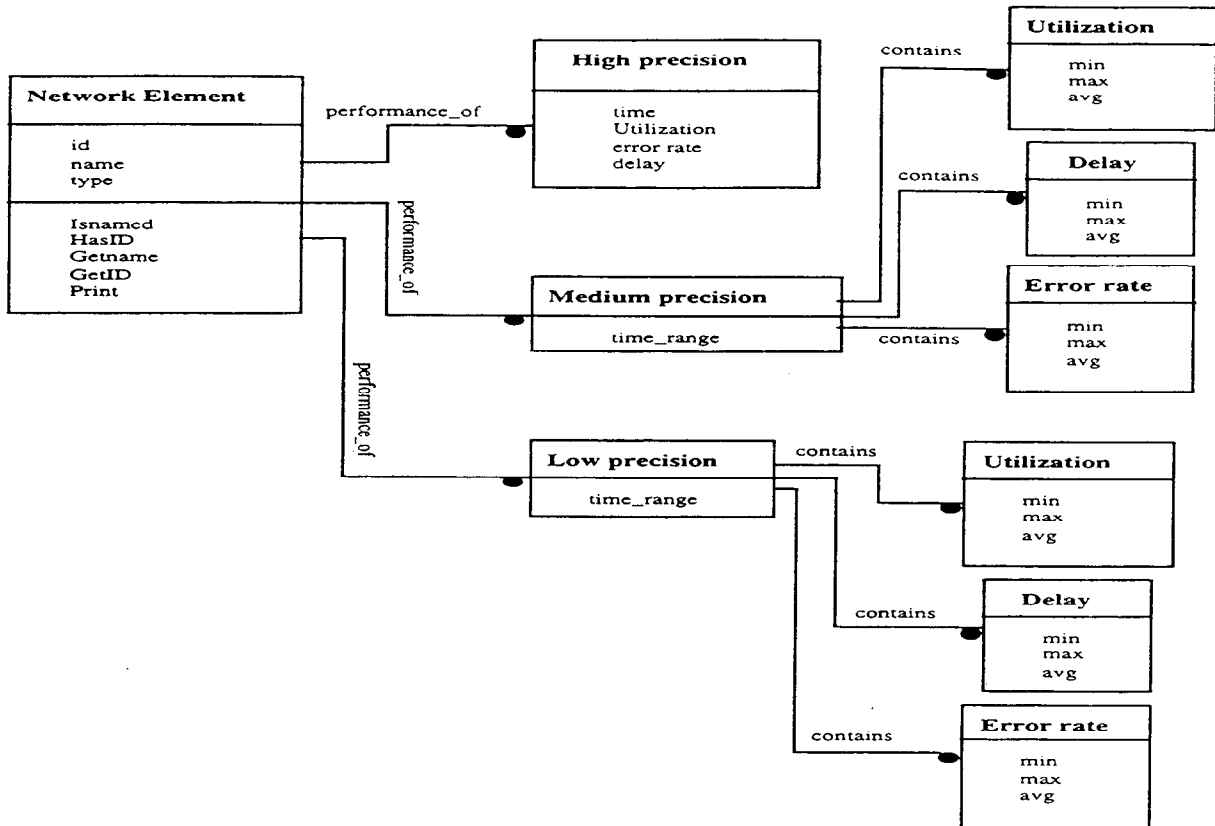 Network Element
id
name
type
Isnamed
HasID
Getname
GetID
Print
performance_of
High precision
time
Utilization
error rate
delay
performance_of
Medium precision
time_range
contains
Utilization
min
max
avg
contains
Delay
min
max
avg
contains
Error rate
min
max
avg
performance_of
Low precision
time_range
contains
Utilization
min
max
avg
contains
Delay
min
max
avg
contains
Error rate
min
max
avg